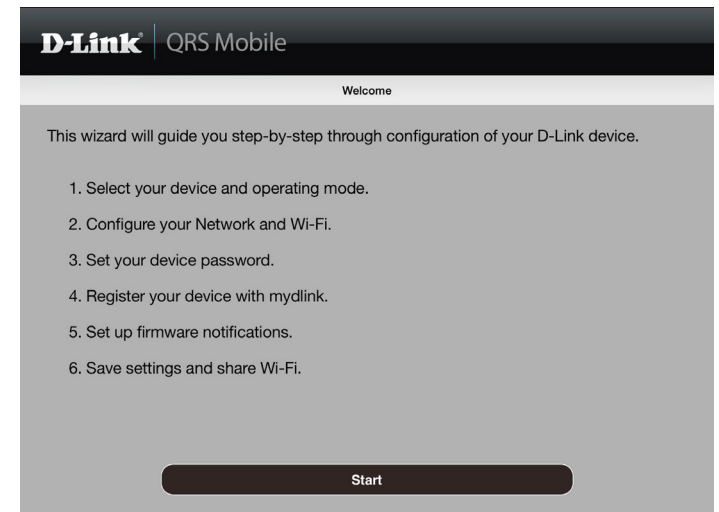 D-Link® QRS Mobile
Welcome
This wizard will guide you step-by-step through configuration of your D-Link device.
1. Select your device and operating mode.
2. Configure your Network and Wi-Fi.
3. Set your device password.
4. Register your device with mydlink.
5. Set up firmware notifications.
6. Save settings and share Wi-Fi.
Start